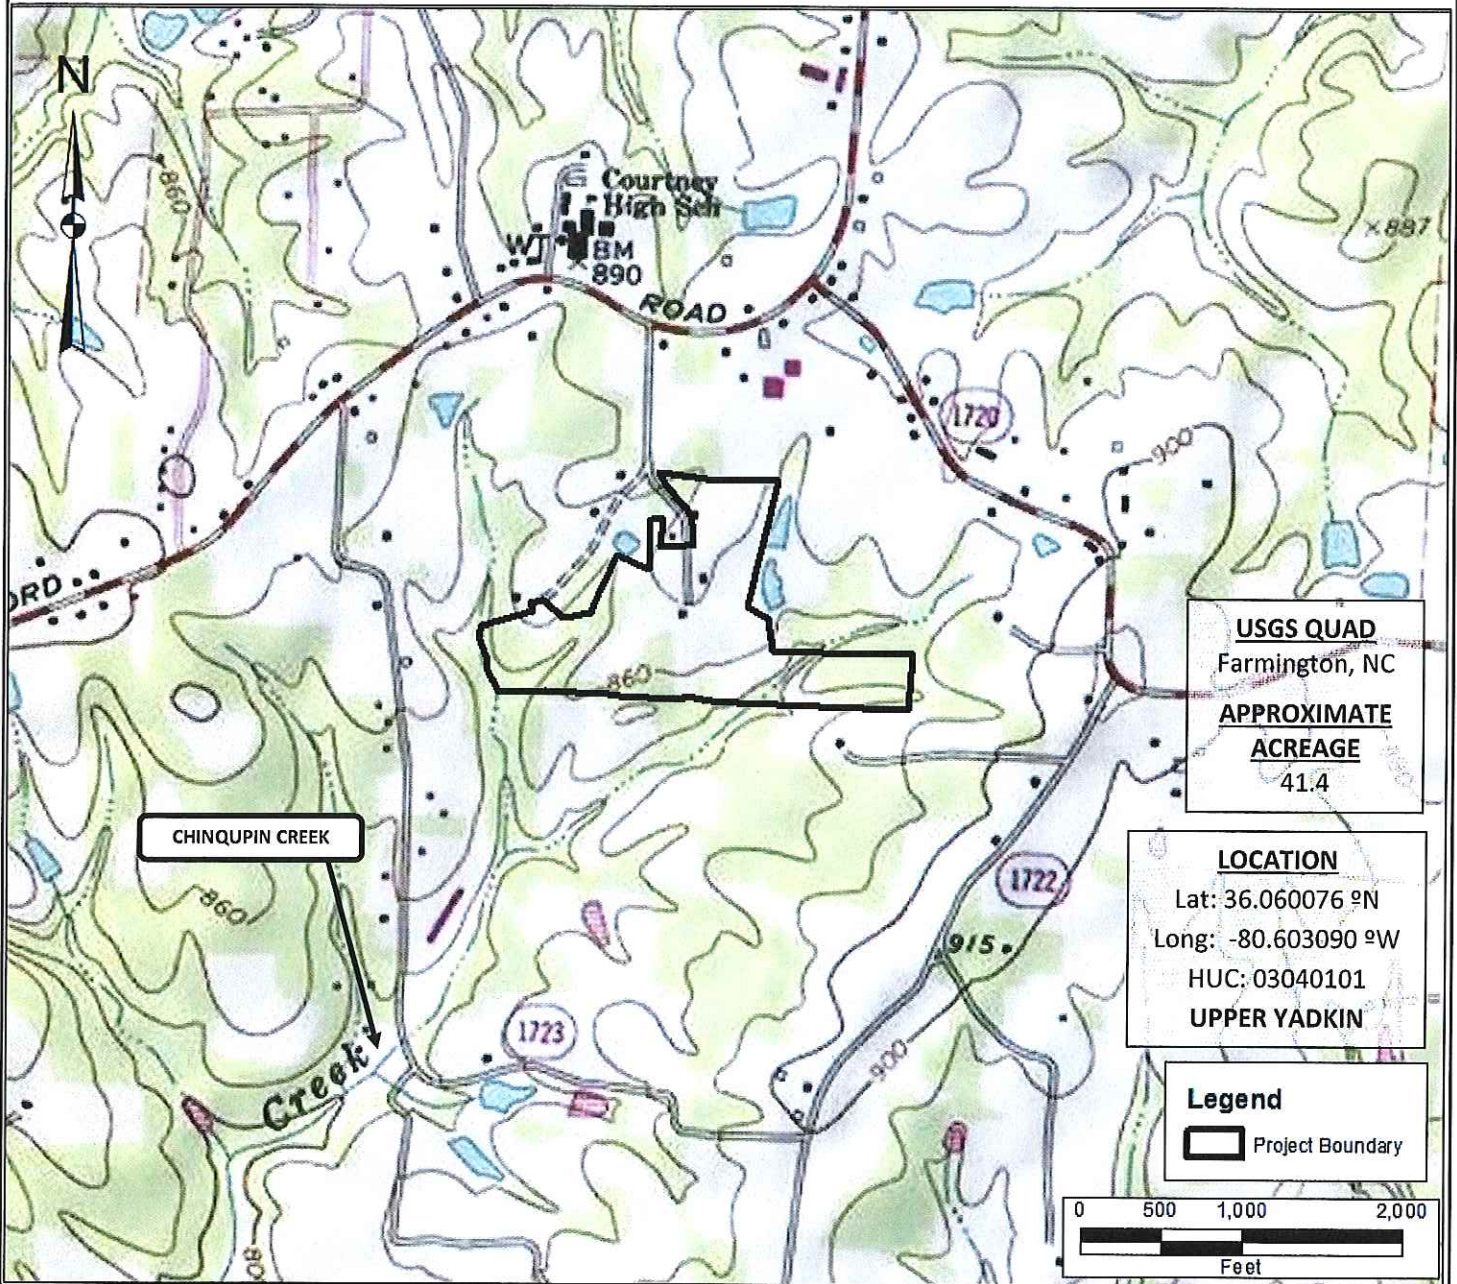 N
860
Courtney
High Sch
WT
BM
890
×887
ROAD
1720
900
ORD
USGS QUAD
Farmington, NC
APPROXIMATE
ACREAGE
41.4
860
CHINQUPIN CREEK
860
1722
LOCATION
Lat: 36.060076 ºN
Long: -80.603090 ºW
HUC: 03040101
UPPER YADKIN
915
1723
900
Creek
Legend
Project Boundary
0 500 1,000 2,000
Feet